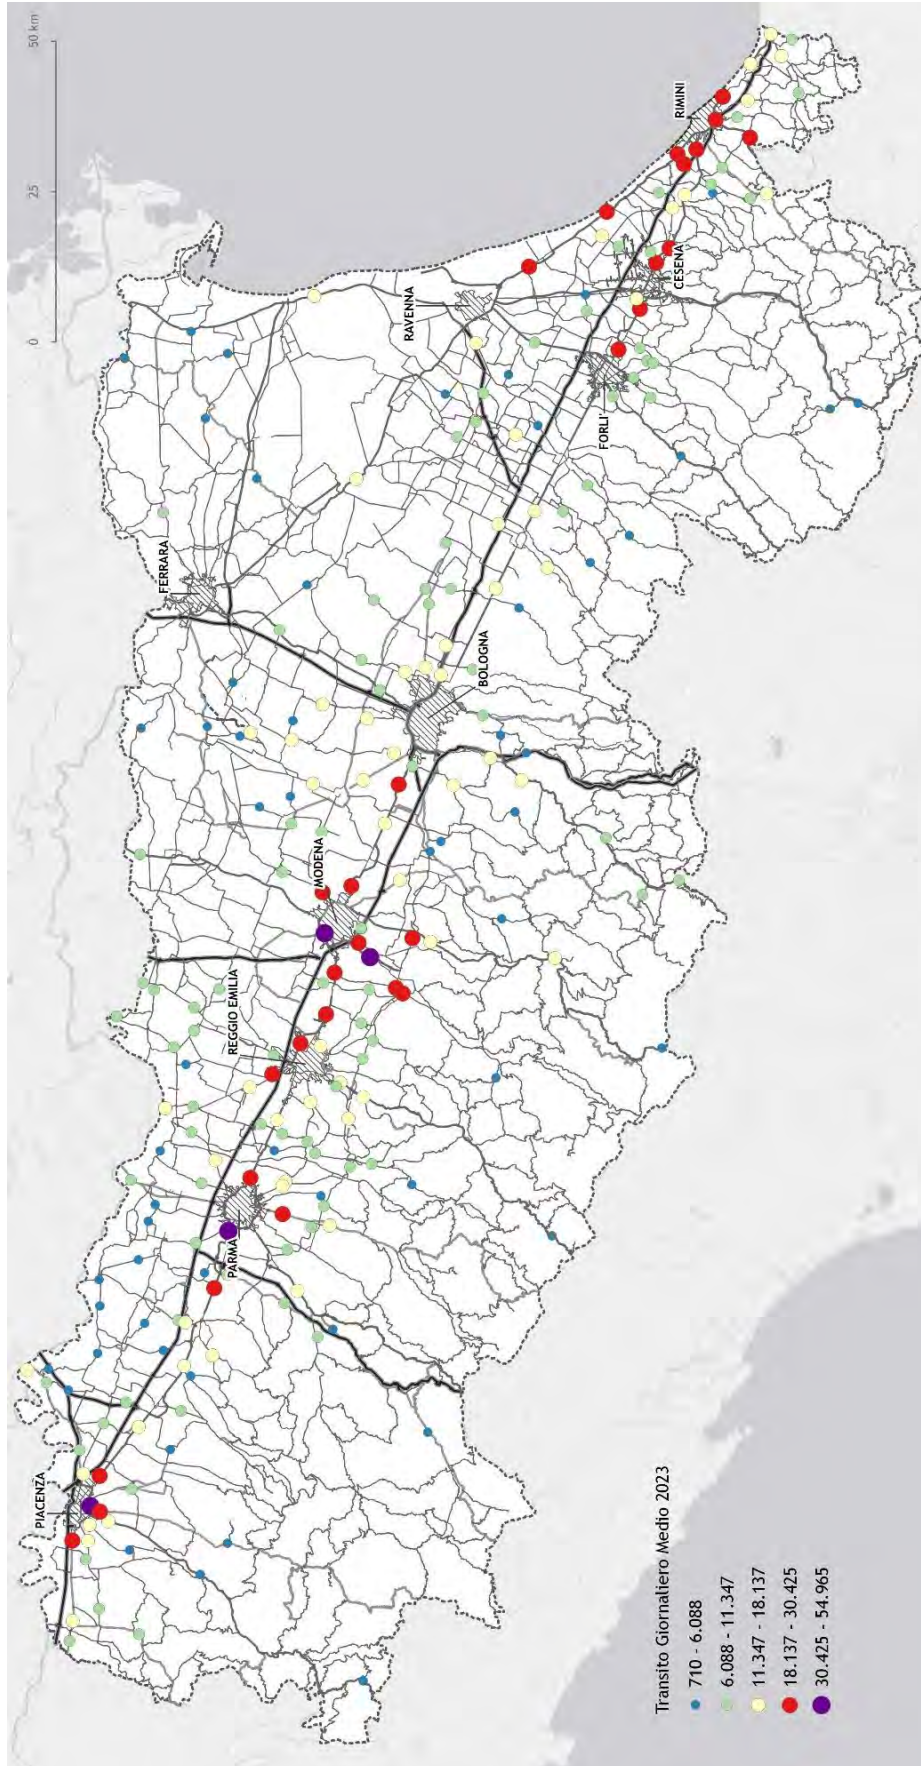 PIACENZA
PARMA
REGGIO EMILIA
MODENA
BOLOGNA
FERRARA
RAVENNA
FORLI'
CESENA
RIMINI
0 25 50 km
Transito Giornaliero Medio 2023
710 - 6.088
6.088 - 11.347
11.347 - 18.137
18.137 - 30.425
30.425 - 54.965